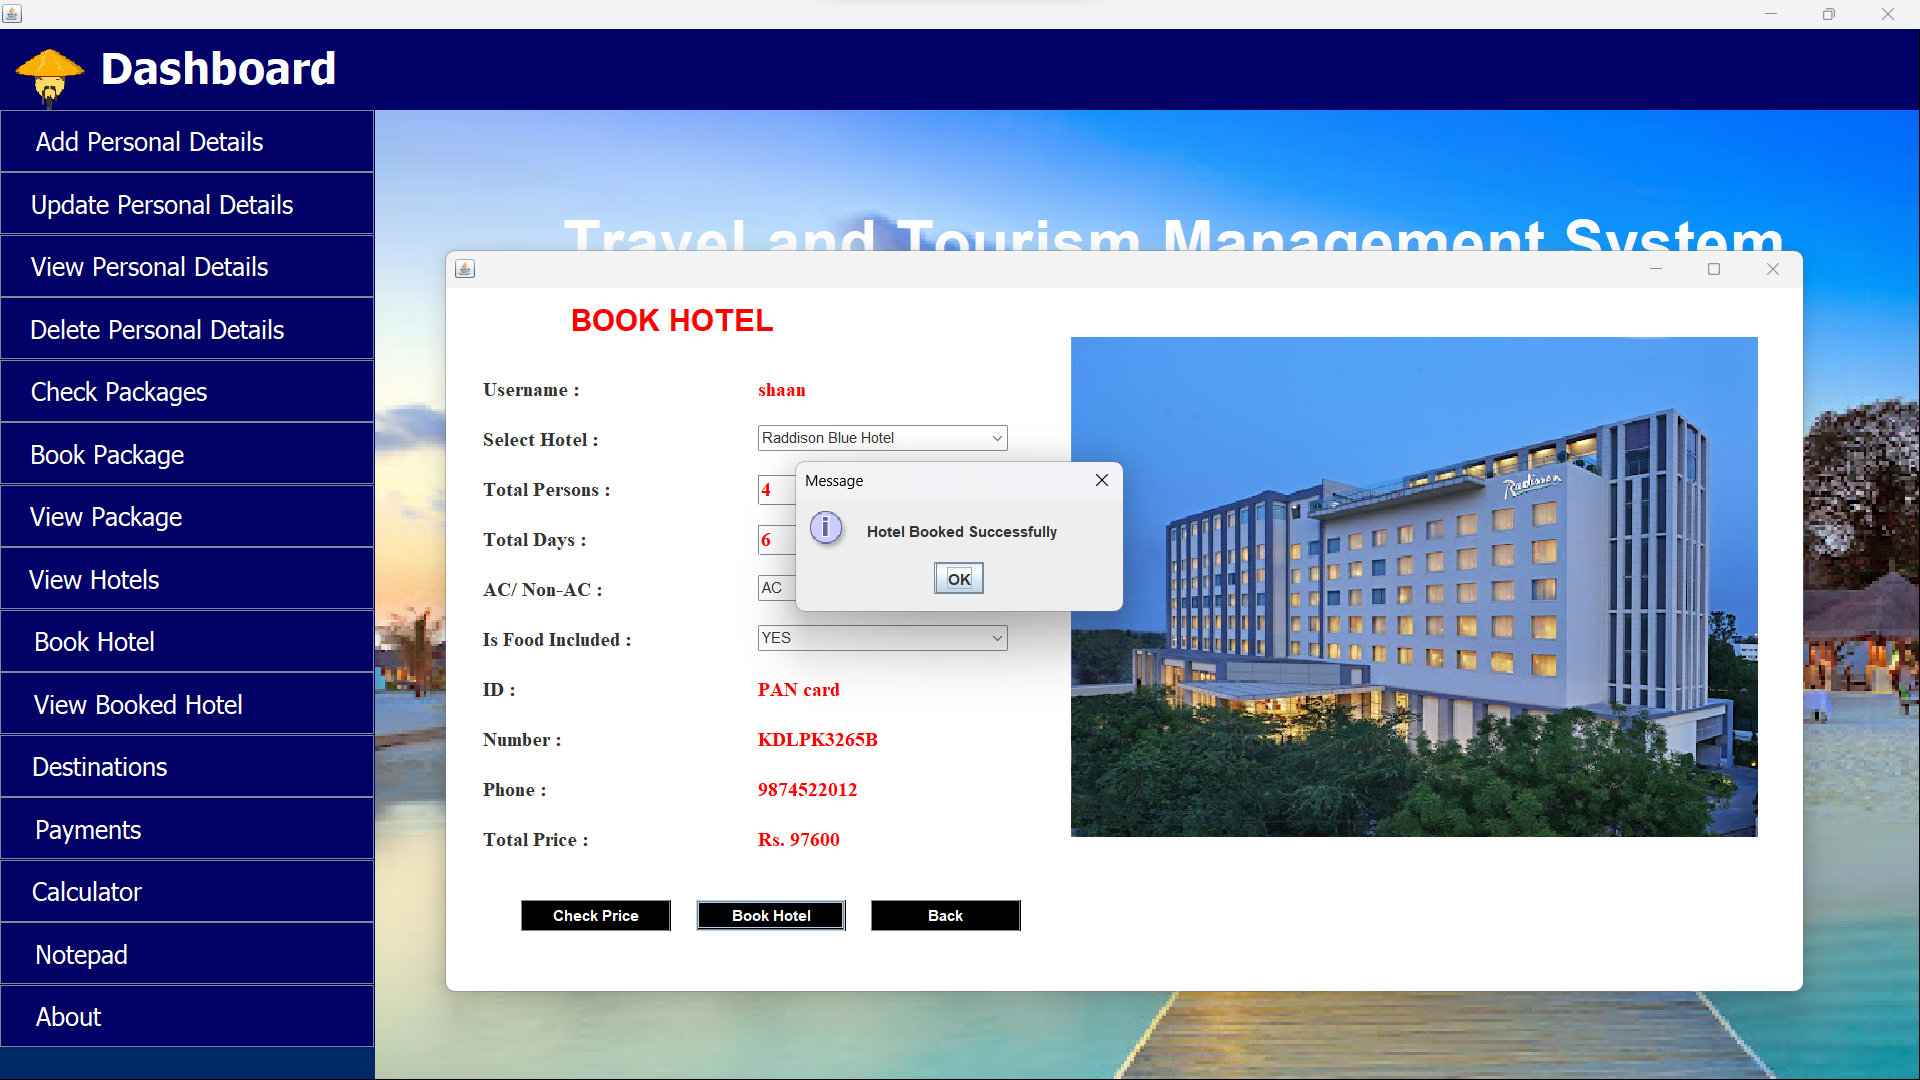 Dashboard
Add Personal Details
Update Personal Details
View Personal Details
Delete Personal Details
Check Packages
Book Package
View Package
View Hotels
Book Hotel
View Booked Hotel
Destinations
Payments
Calculator
Notepad
About
Travel and Tourism Management System
BOOK HOTEL
Username : shaan
Select Hotel : Raddison Blue Hotel
Total Persons : 4
Total Days : 6
AC/ Non-AC : AC
Is Food Included : YES
ID : PAN card
Number : KDLPK3265B
Phone : 9874522012
Total Price : Rs. 97600
Check Price Book Hotel Back
Message
Hotel Booked Successfully
OK
Radisson